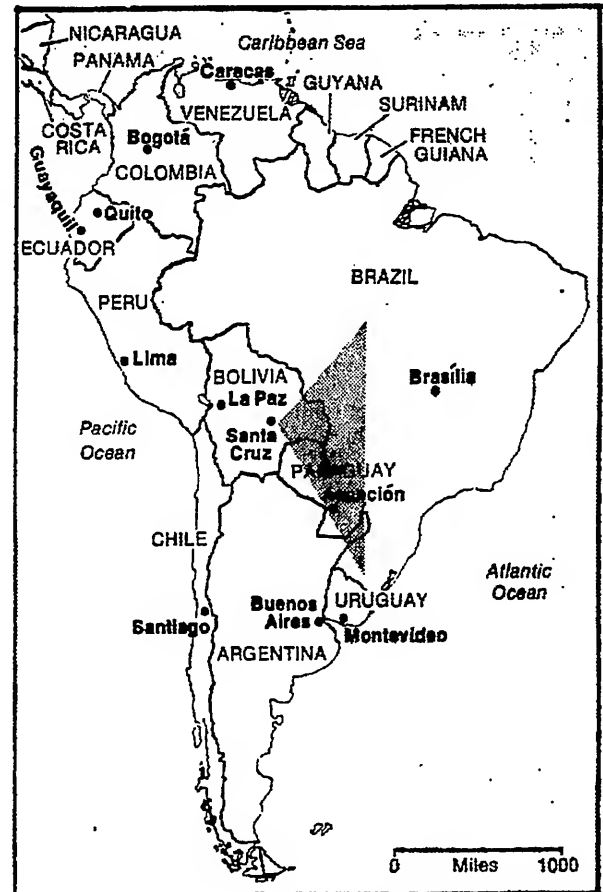 NICARAGUA
PANAMA
Caribbean Sea
Caracas
GUYANA
VENEZUELA
SURINAM
COSTA
RICA
Bogotá
FRENCH
GUIANA
COLOMBIA
Guayaquil
Quito
ECUADOR
BRAZIL
PERU
Lima
BOLIVIA
La Paz
Brasília
Santa
Cruz
Pacific
Ocean
PARAGUAY
Asunción
CHILE
Atlantic
Ocean
Buenos
Aires
URUGUAY
Santiago
Montevideo
ARGENTINA
0 Miles 1000